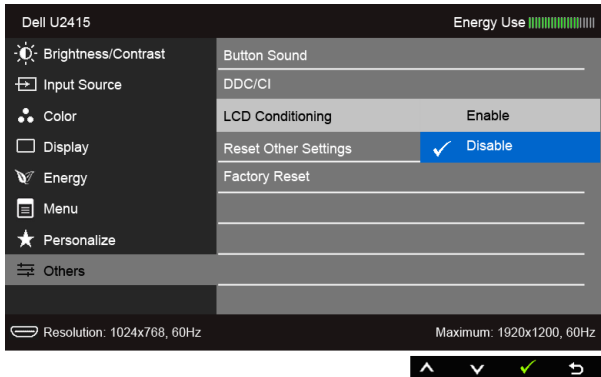 Dell U2415 Energy Use
Brightness/Contrast Button Sound
Input Source DDC/CI
Color LCD Conditioning Enable
Display Reset Other Settings Disable
Energy Factory Reset
Menu
Personalize
Others
Resolution: 1024x768, 60Hz Maximum: 1920x1200, 60Hz